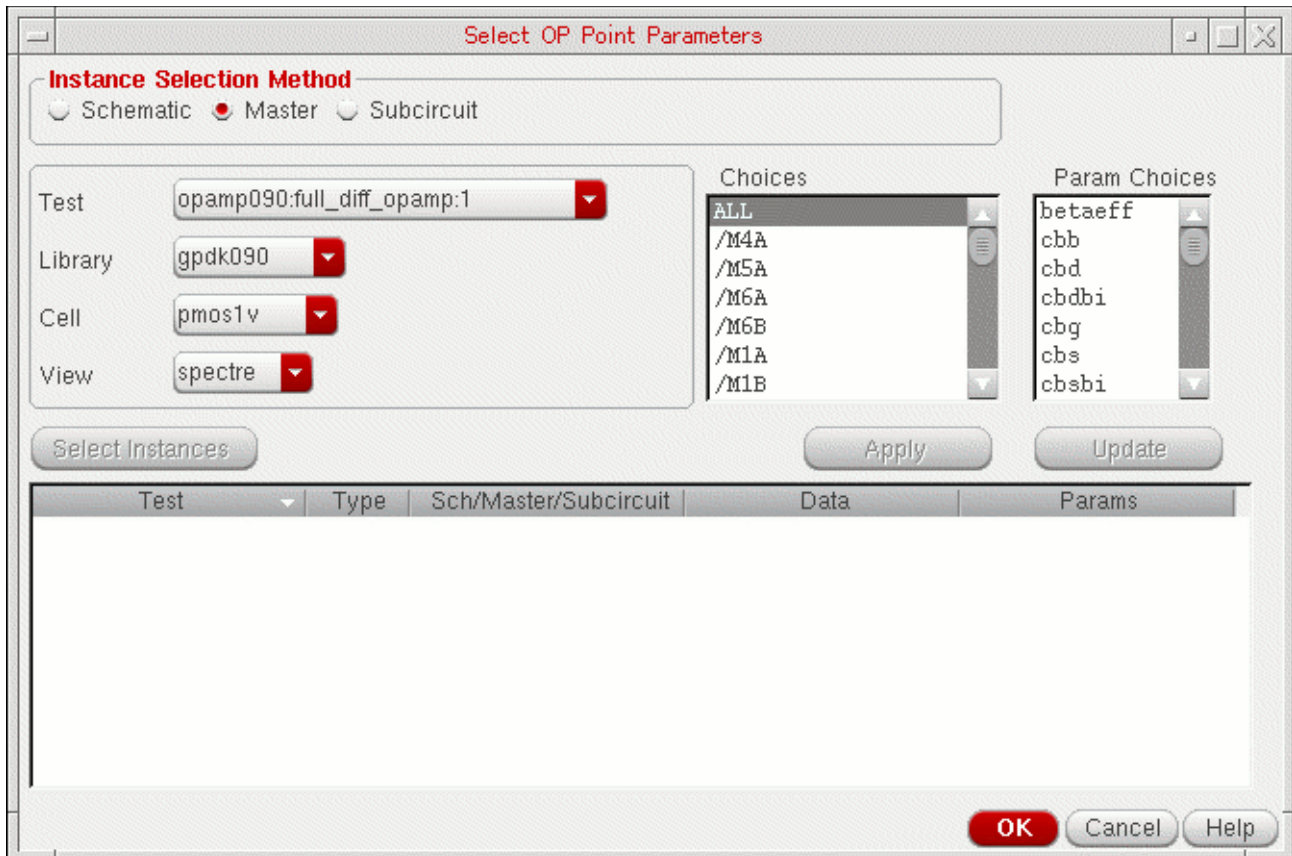 Select OP Point Parameters
Instance Selection Method
Schematic Master Subcircuit
Test opamp090:full_diff_opamp:1
Library gpdk090
Cell pmos1v
View spectre
Choices
ALL
/M4A
/M5A
/M6A
/M6B
/M1A
/M1B
Param Choices
betaeff
cbb
cbd
cbdbi
cbg
cbs
cbsbi
Select Instances Apply Update
Test Type Sch/Master/Subcircuit Data Params
OK Cancel Help